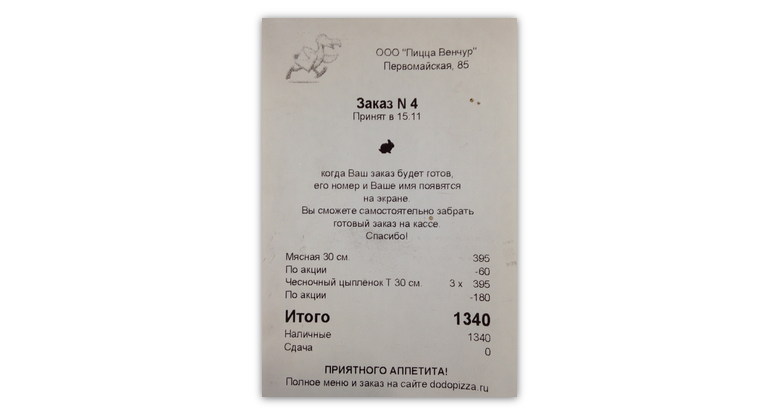 ООО "Пицца Венчур"
Первомайская, 85
Заказ N 4
Принят в 15.11
когда Ваш заказ будет готов,
его номер и Ваше имя появятся
на экране.
Вы сможете самостоятельно забрать
готовый заказ на кассе.
Спасибо!
Мясная 30 см. 395
По акции -60
Чесночный цыпленок Т 30 см. 3 x 395
По акции -180
Итого 1340
Наличные 1340
Сдача 0
ПРИЯТНОГО АППЕТИТА!
Полное меню и заказ на сайте dodopizza.ru